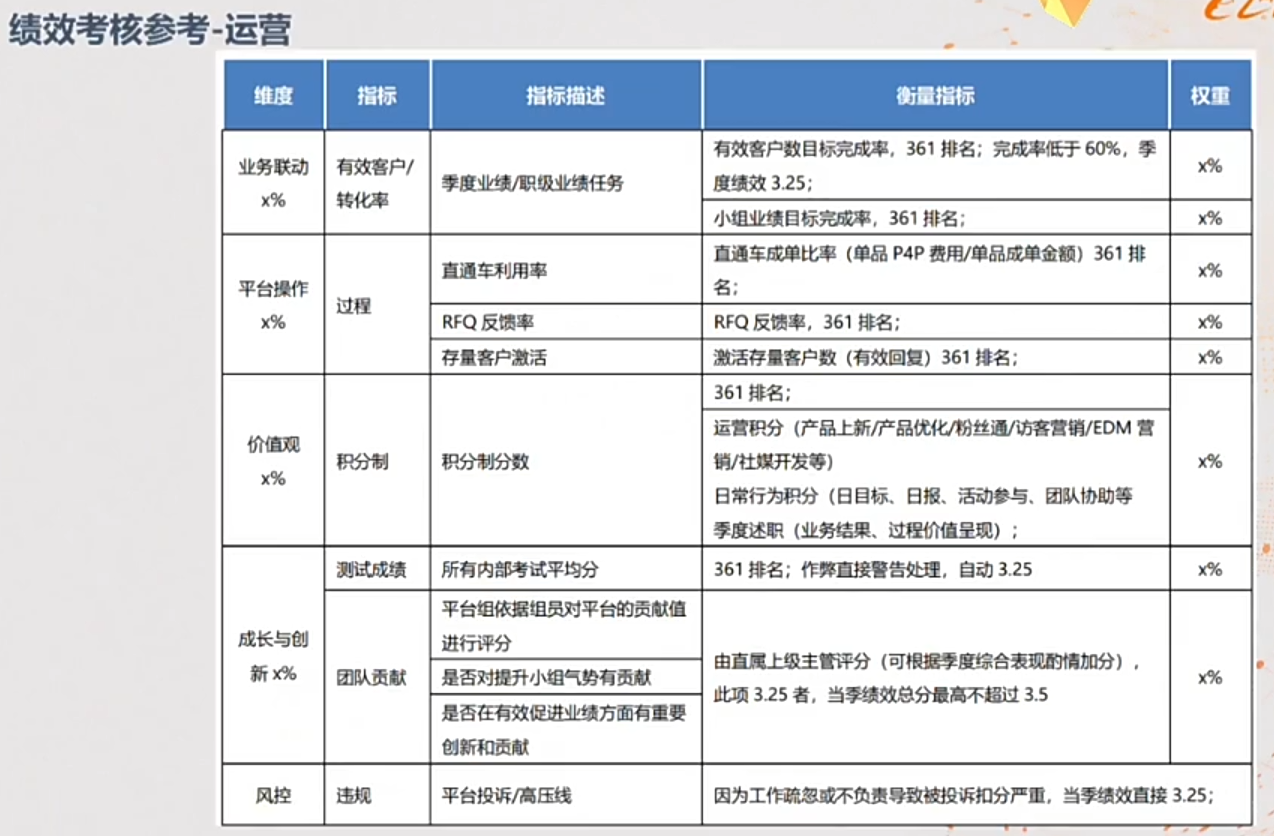 绩效考核参考-运营
维度 指标 指标描述 衡量指标 权重
业务联动
x%
有效客户/
转化率
季度业绩/职级业绩任务
有效客户数目标完成率，361 排名；完成率低于 60%，季
度绩效 3.25；
x%
小组业绩目标完成率，361 排名；
x%
平台操作
x%
过程
直通车利用率
直通车成单比率（单品 P4P 费用/单品成单金额）361 排
名；
x%
RFQ 反馈率
RFQ 反馈率，361 排名；
x%
存量客户激活
激活存量客户数（有效回复）361 排名；
x%
价值观
x%
积分制
积分制分数
361 排名；
运营积分（产品上新/产品优化/粉丝通/访客营销/EDM 营
销/社媒开发等）
日常行为积分（日目标、日报、活动参与、团队协助等
季度述职（业务结果、过程价值呈现）；
x%
成长与创
新 x%
测试成绩
所有内部考试平均分
361 排名；作弊直接警告处理，自动 3.25
x%
团队贡献
平台组依据组员对平台的贡献值
进行评分
是否对提升小组气势有贡献
是否在有效促进业绩方面有重要
创新和贡献
由直属上级主管评分（可根据季度综合表现酌情加分），
此项 3.25 者，当季绩效总分最高不超过 3.5
x%
风控
违规
平台投诉/高压线
因为工作疏忽或不负责导致被投诉扣分严重，当季绩效直接 3.25；